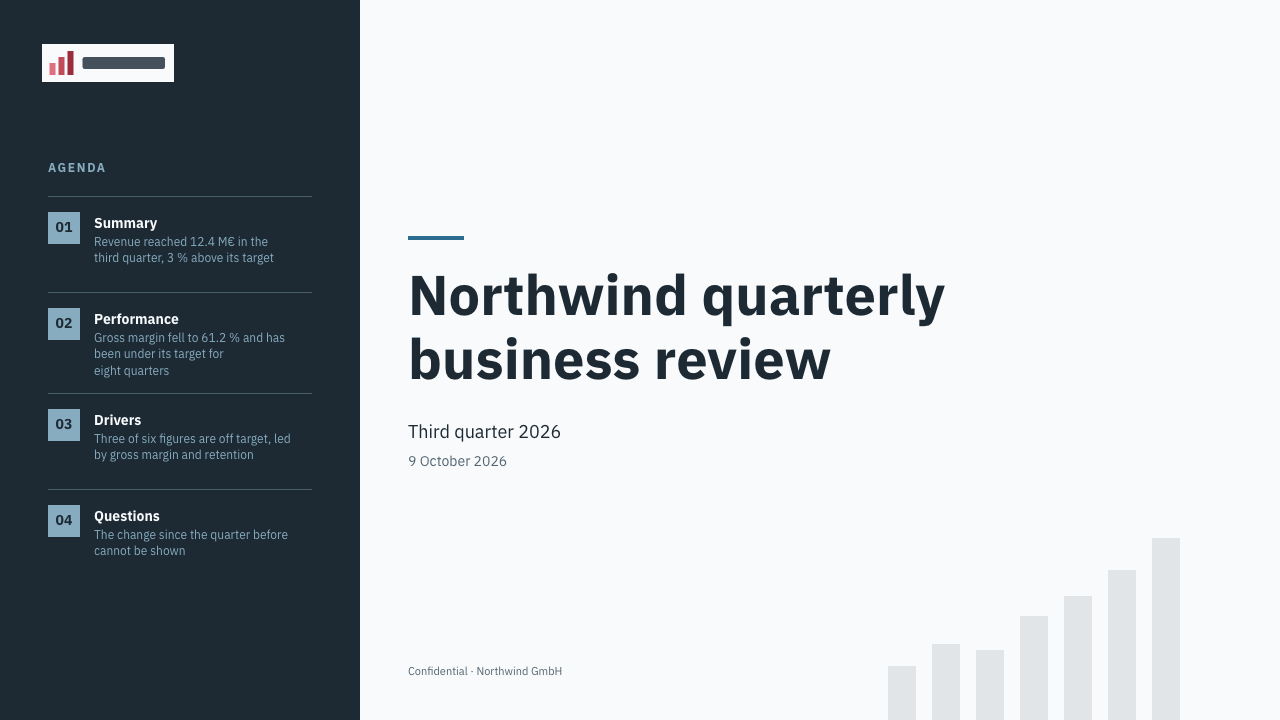 AGENDA
01
Summary
Revenue reached 12.4 M€ in the
third quarter, 3 % above its target
02
Performance
Gross margin fell to 61.2 % and has
been under its target for
eight quarters
03
Drivers
Three of six figures are off target, led
by gross margin and retention
04
Questions
The change since the quarter before
cannot be shown
Northwind quarterly
business review
Third quarter 2026
9 October 2026
Confidential · Northwind GmbH